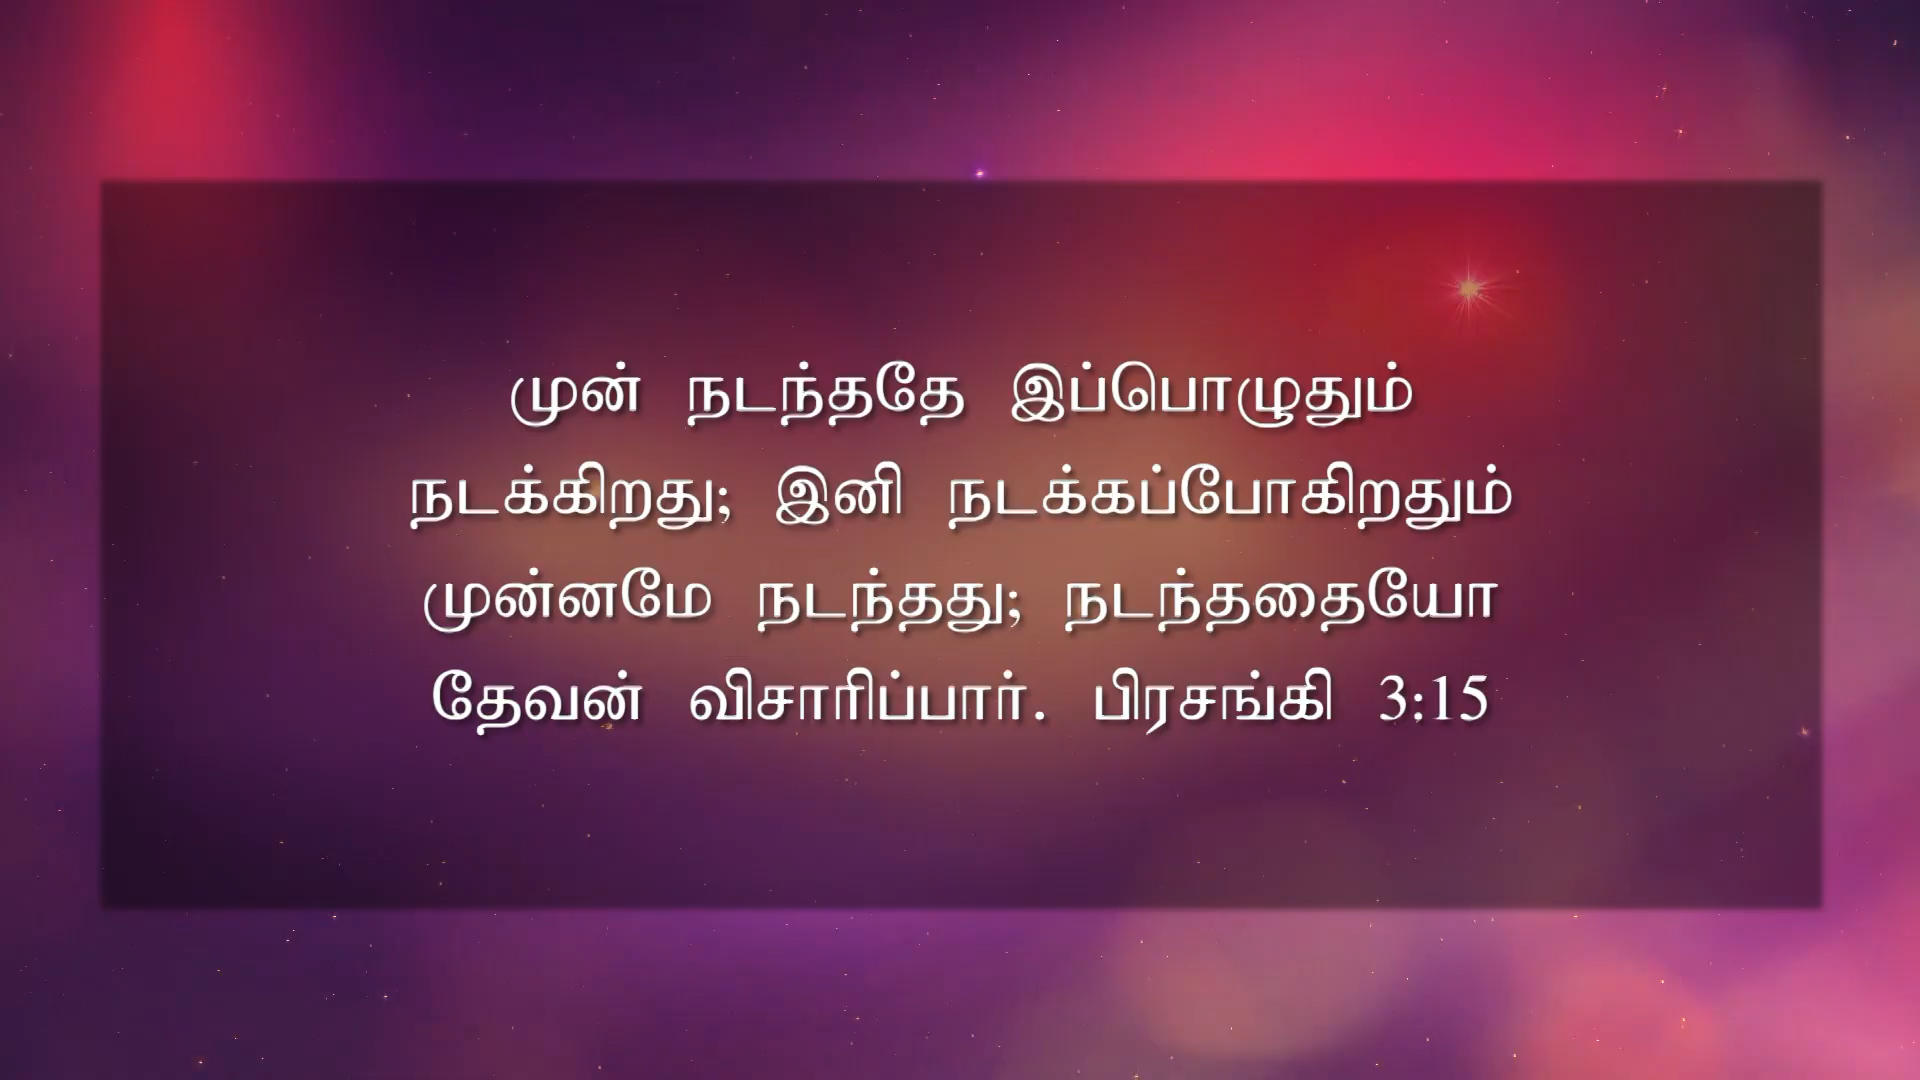 முன் நடந்ததே இப்பொழுதும்
நடக்கிறது; இனி நடக்கப்போகிறதும்
முன்னமே நடந்தது; நடந்ததையோ
தேவன் விசாரிப்பார். பிரசங்கி 3:15